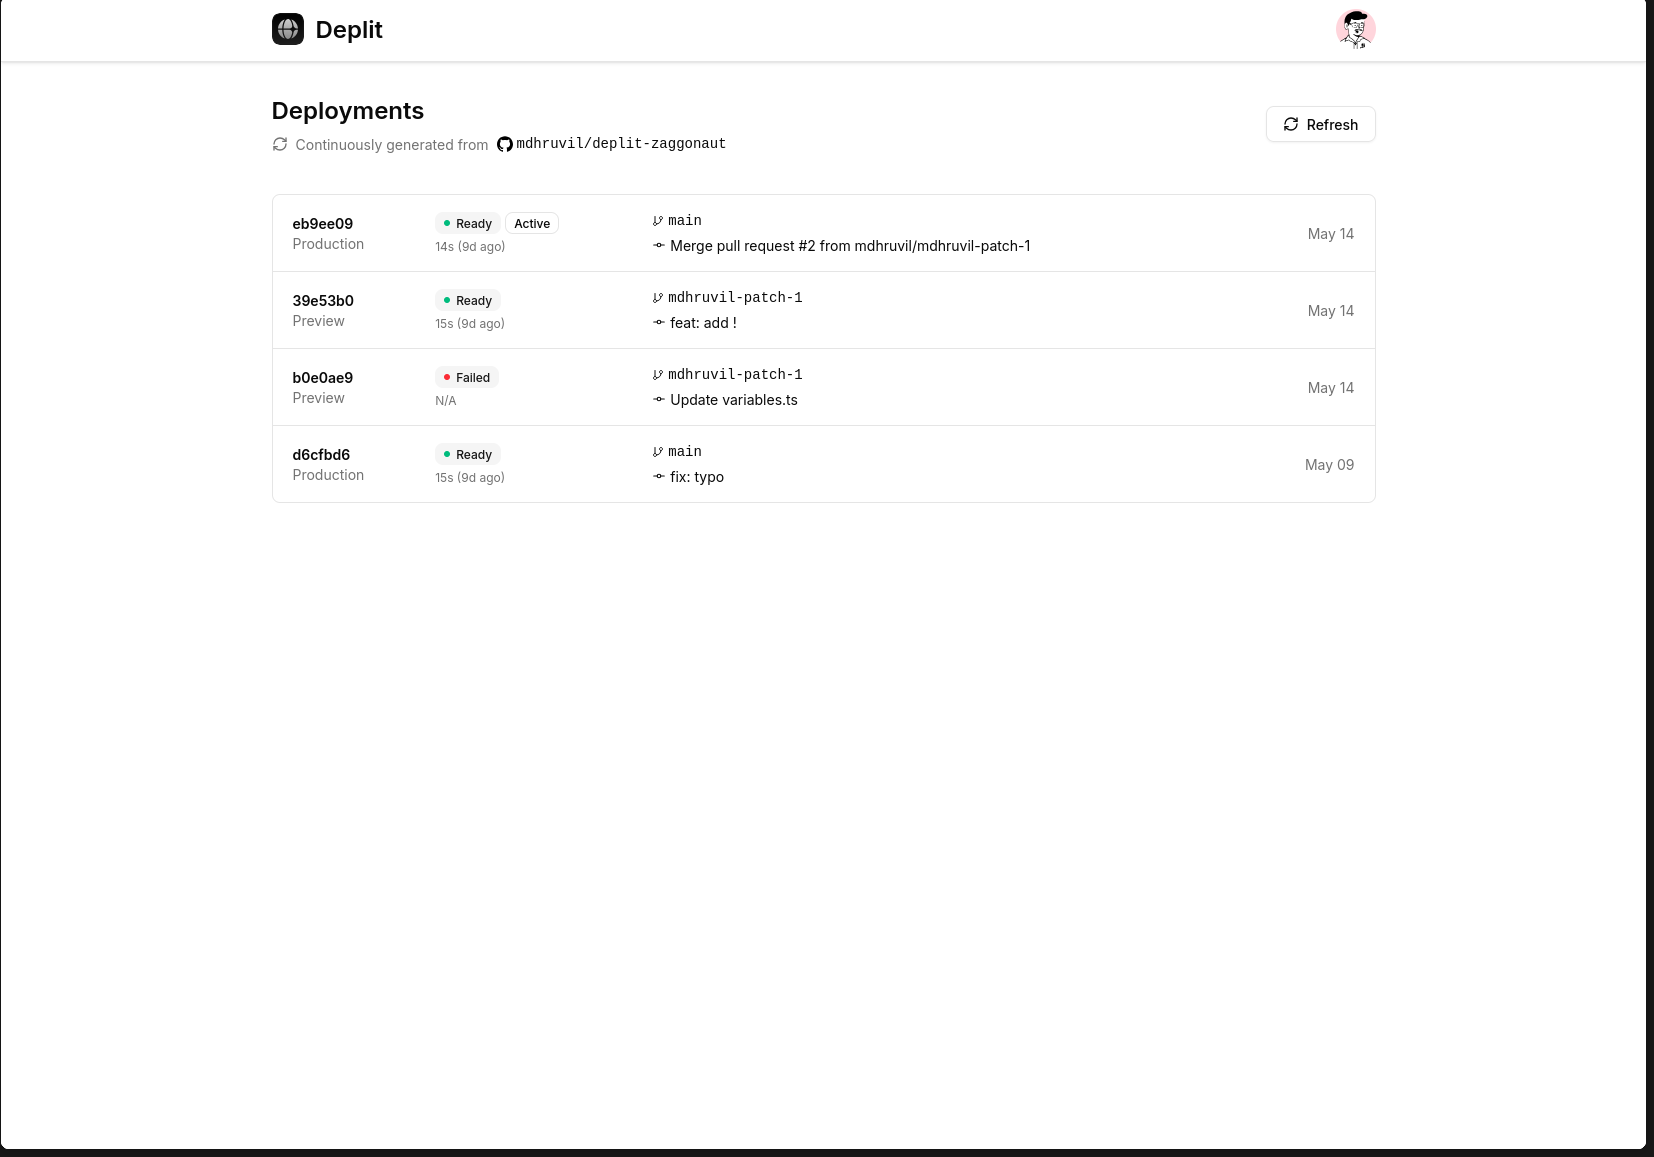 Deplit
Deployments
Continuously generated from mdhruvil/deplit-zaggonaut
Refresh
eb9ee09
Production
Ready Active
14s (9d ago)
main
Merge pull request #2 from mdhruvil/mdhruvil-patch-1
May 14
39e53b0
Preview
Ready
15s (9d ago)
mdhruvil-patch-1
feat: add !
May 14
b0e0ae9
Preview
Failed
N/A
mdhruvil-patch-1
Update variables.ts
May 14
d6cfbd6
Production
Ready
15s (9d ago)
main
fix: typo
May 09